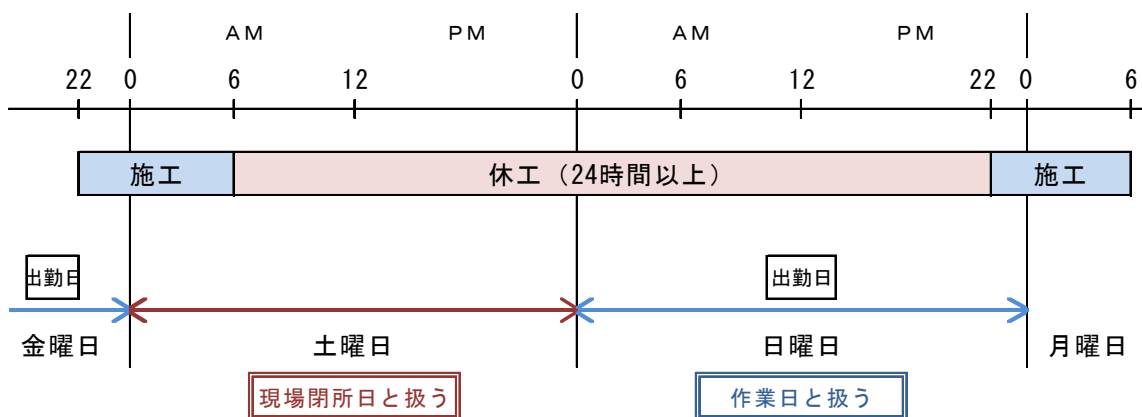 AM PM AM PM
22 0 6 12 0 6 12 22 0 6
施工 休工（24時間以上） 施工
出勤日 出勤日
金曜日 土曜日 日曜日 月曜日
現場閉所日と扱う 作業日と扱う